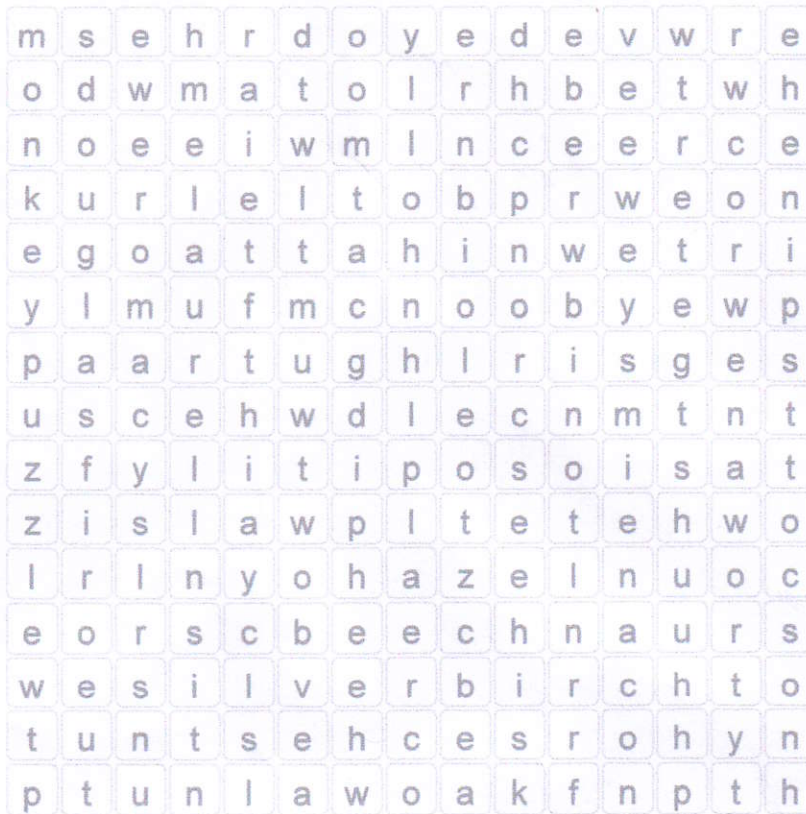 m s e h r d o y e d e v w r e
o d w m a t o l r h b e t w h
n o e e i w m l n c e e r c e
k u r l e l t o b p r w e o n
e g o a t t a h i n w e t r i
y l m u f m c n o o b y e w p
p a a r t u g h l r i s g e s
u s c e h w d l e c n m t n t
z f y l i t i p o s o i s a t
z i s l a w p l t e t e h w o
l r l n y o h a z e l n u o c
e o r s c b e e c h n a u r s
w e s i l v e r b i r c h t o
t u n t s e h c e s r o h y n
p t u n l a w o a k f n p t h